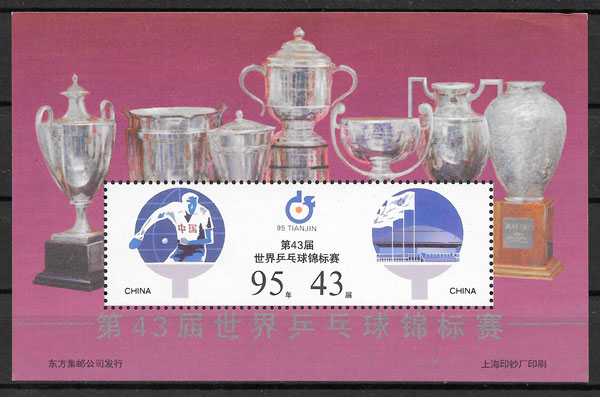 95 TIANJIN
中国
第43届
世界乒乓球锦标赛
95年 43届
CHINA CHINA
第43届世界乒乓球锦标赛
东方集邮公司发行 上海印钞厂印刷